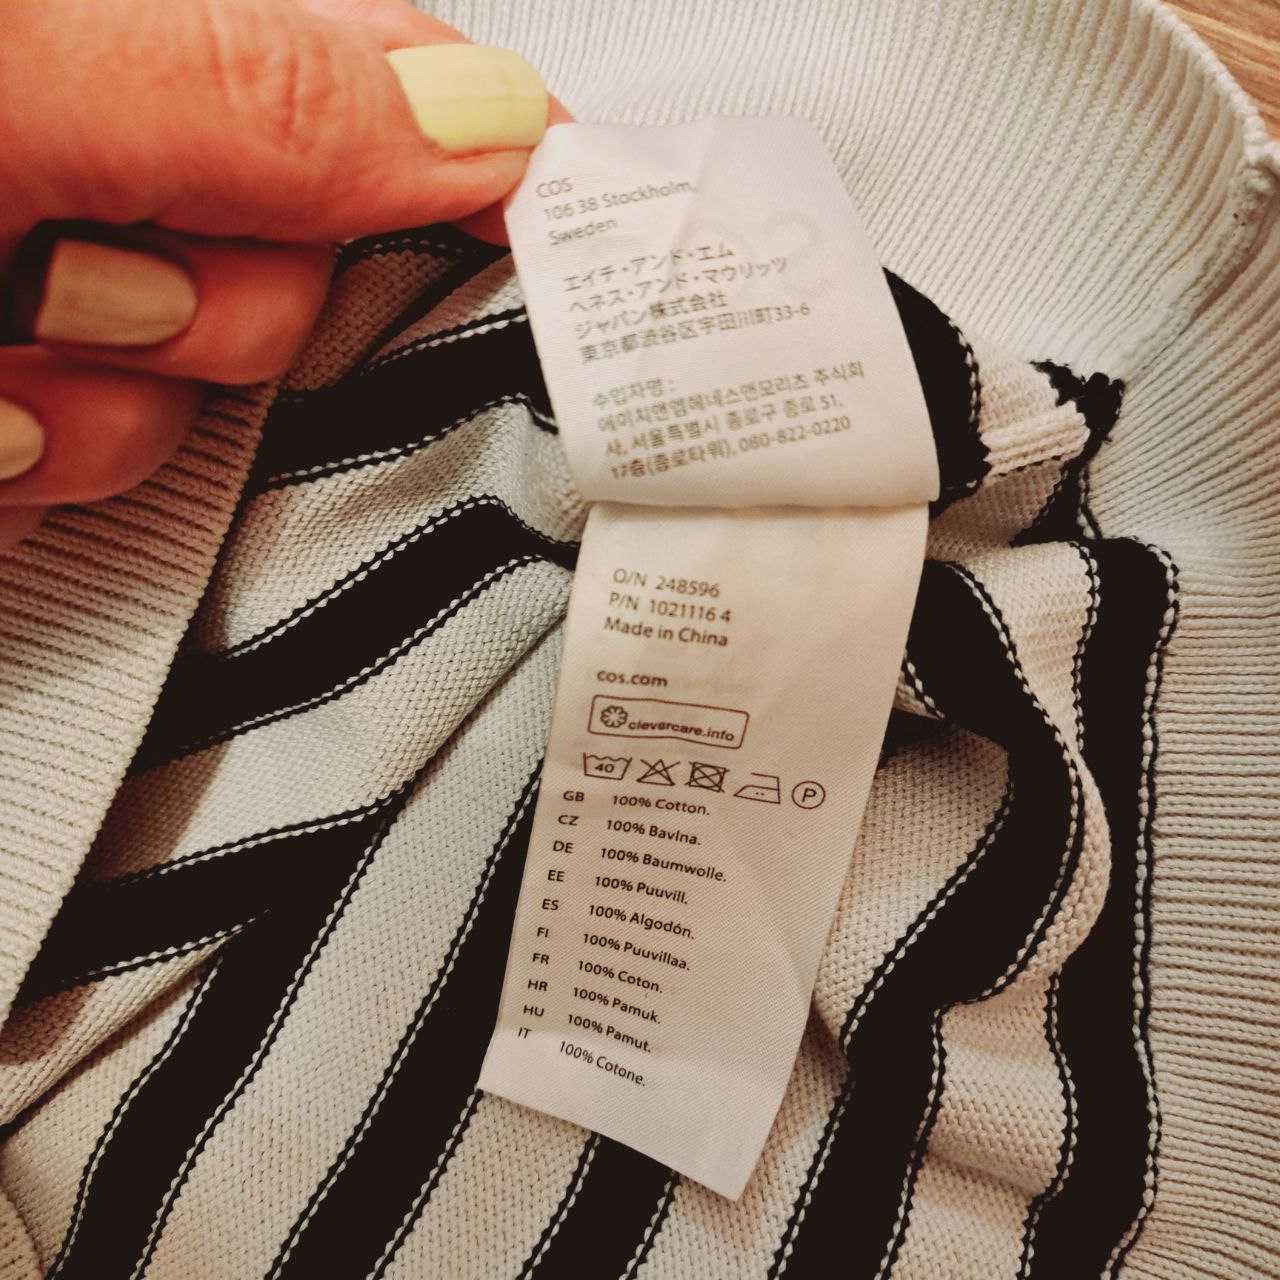 COS
106 38 Stockholm,
Sweden
エイチ・アンド・エム
ヘネス・アンド・マウリッツ
ジャパン株式会社
東京都渋谷区宇田川町33-6
수입자명 :
에이치앤엠헤네스앤모리츠 주식회
사, 서울특별시 종로구 종로 51,
17층(종로타워), 080-822-0220
O/N 248596
P/N 1021116 4
Made in China
cos.com
clevercare.info
40
P
GB 100% Cotton.
CZ 100% Bavlna.
DE 100% Baumwolle.
EE 100% Puuvill.
ES 100% Algodón.
FI 100% Puuvillaa.
FR 100% Coton.
HR 100% Pamuk.
HU 100% Pamut.
IT 100% Cotone.